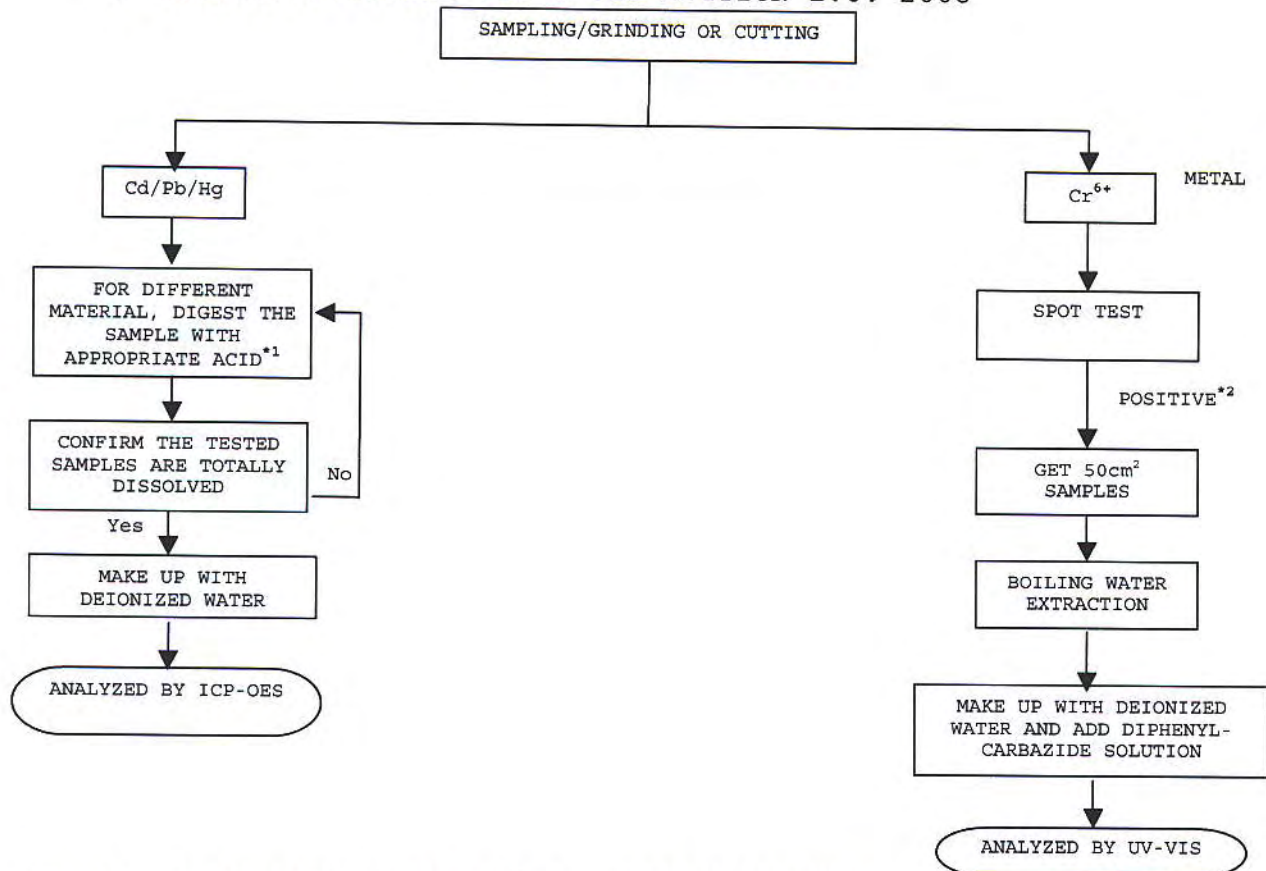 2008
SAMPLING/GRINDING OR CUTTING
Cd/Pb/Hg
FOR DIFFERENT
MATERIAL, DIGEST THE
SAMPLE WITH
APPROPRIATE ACID*1
CONFIRM THE TESTED
SAMPLES ARE TOTALLY
DISSOLVED
No
Yes
MAKE UP WITH
DEIONIZED WATER
ANALYZED BY ICP-OES
Cr6+
METAL
SPOT TEST
POSITIVE*2
GET 50cm²
SAMPLES
BOILING WATER
EXTRACTION
MAKE UP WITH DEIONIZED
WATER AND ADD DIPHENYL-
CARBAZIDE SOLUTION
ANALYZED BY UV-VIS